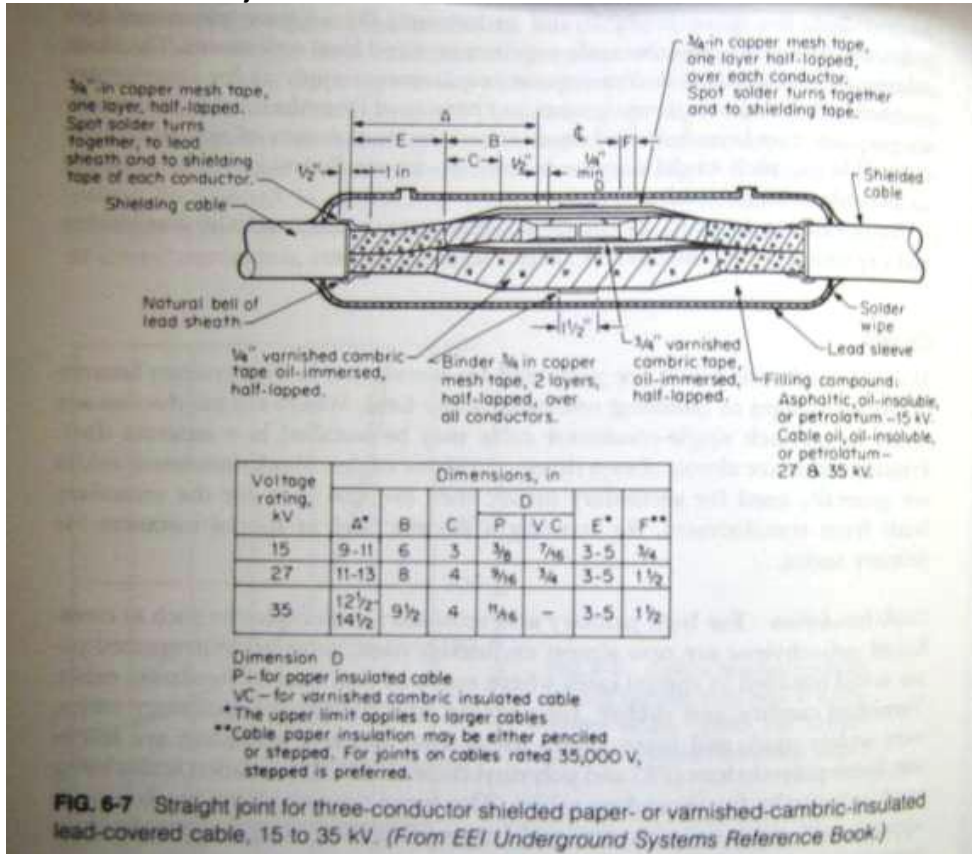 ¾"-in copper mesh tape,
one layer, half-lapped.
Spot solder turns
together, to lead
sheath and to shielding
tape of each conductor.
Shielding cable
¾-in copper mesh tape,
one layer half-lapped,
over each conductor.
Spot solder turns together
and to shielding tape.
A
E
B
C
½"
1 in
½"
℄
¼"
min
D
F
Shielded
cable
Natural bell of
lead sheath
Solder
wipe
Lead sleeve
1½"
¼" varnished cambric
tape oil-immersed,
half-lapped.
Binder ¾ in copper
mesh tape, 2 layers,
half-lapped, over
all conductors.
¾" varnished
cambric tape,
oil-immersed,
half-lapped.
Filling compound:
Asphaltic, oil-insoluble,
or petrolatum –15 kV.
Cable oil, oil-insoluble,
or petrolatum–
27 & 35 kV.
Voltage rating, kV Dimensions, in
A* B C D E* F**
P VC
15 9-11 6 3 ⅜ 7/16 3-5 ¾
27 11-13 8 4 9/16 ¾ 3-5 1½
35 12½-14½ 9½ 4 11/16 – 3-5 1½
Dimension D
P – for paper insulated cable
VC – for varnished cambric insulated cable
*The upper limit applies to larger cables
**Cable paper insulation may be either penciled
or stepped. For joints on cables rated 35,000 V,
stepped is preferred.
FIG. 6-7 Straight joint for three-conductor shielded paper- or varnished-cambric-insulated
lead-covered cable, 15 to 35 kV. (From EEI Underground Systems Reference Book.)